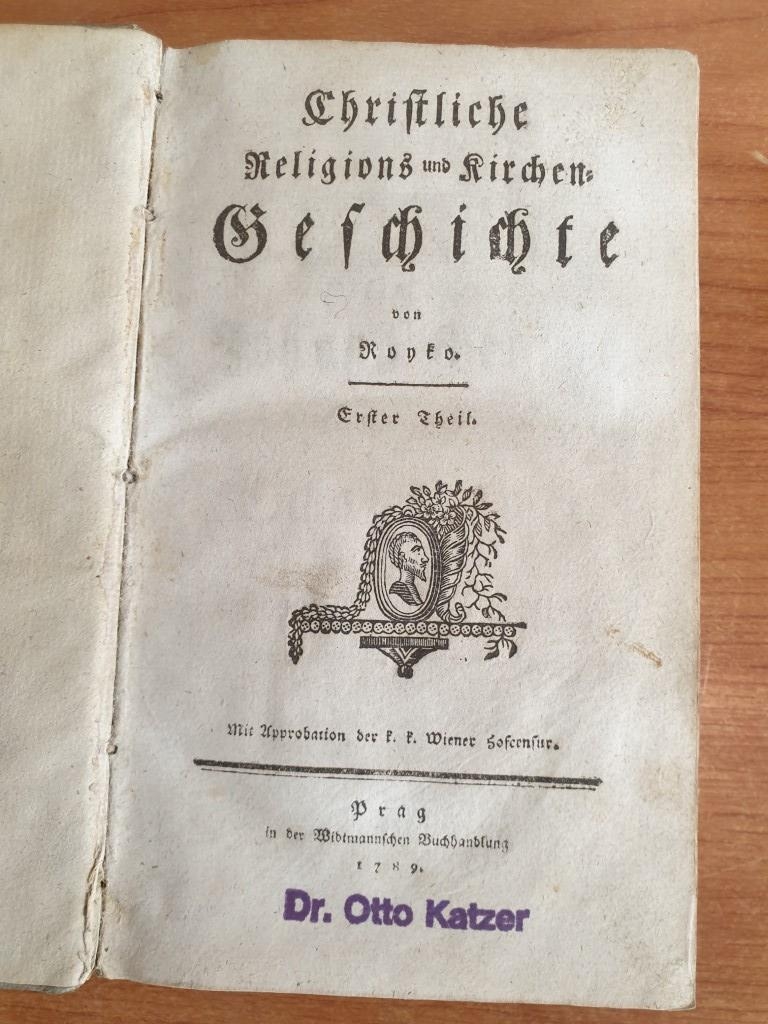 Chriſtliche
Religions und Kirchen⸗
Geſchichte
von
Royko.
Erſter Theil.
Mit Approbation der k. k. Wiener Hofcenſur.
Prag
in der Widtmannſchen Buchhandlung
1789.
Dr. Otto Katzer